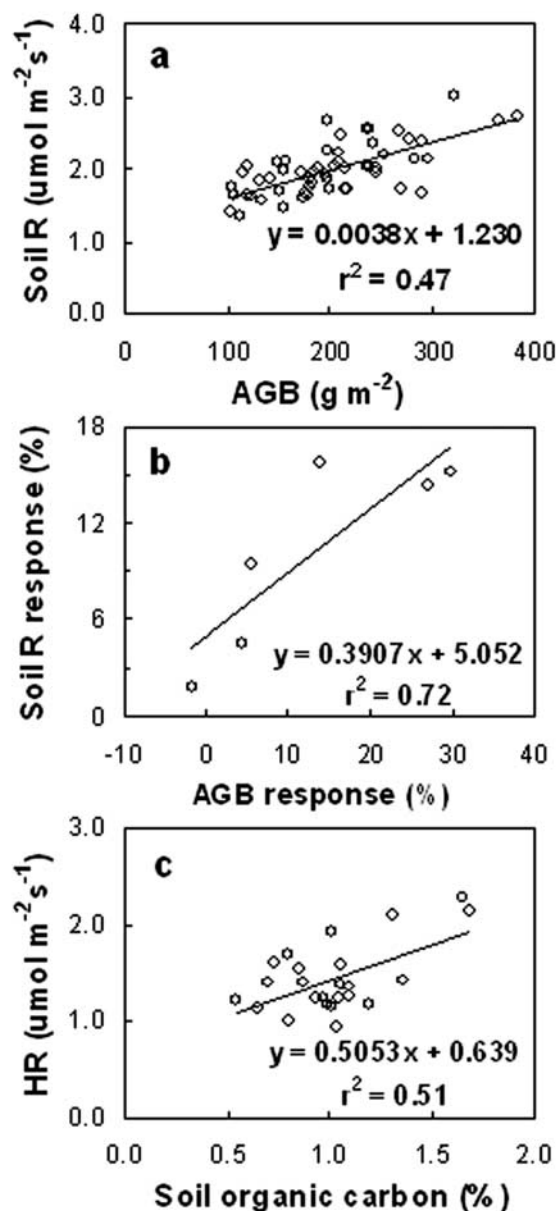 4.0
a
3.0
2.0
1.0
0.0
Soil R (umol m⁻² s⁻¹)
y = 0.0038x + 1.230
r² = 0.47
0 100 200 300 400
AGB (g m⁻²)
18
b
12
6
0
Soil R response (%)
y = 0.3907x + 5.052
r² = 0.72
-10 0 10 20 30 40
AGB response (%)
3.0
c
2.0
1.0
0.0
HR (umol m⁻² s⁻¹)
y = 0.5053x + 0.639
r² = 0.51
0.0 0.5 1.0 1.5 2.0
Soil organic carbon (%)